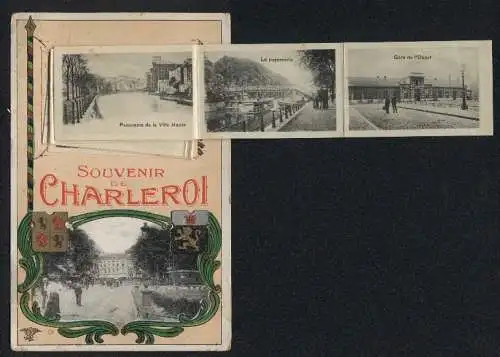 Panorama de la Ville Haute
La passerelle
Gare de l'Ouest
SOUVENIR
DE
CHARLEROI